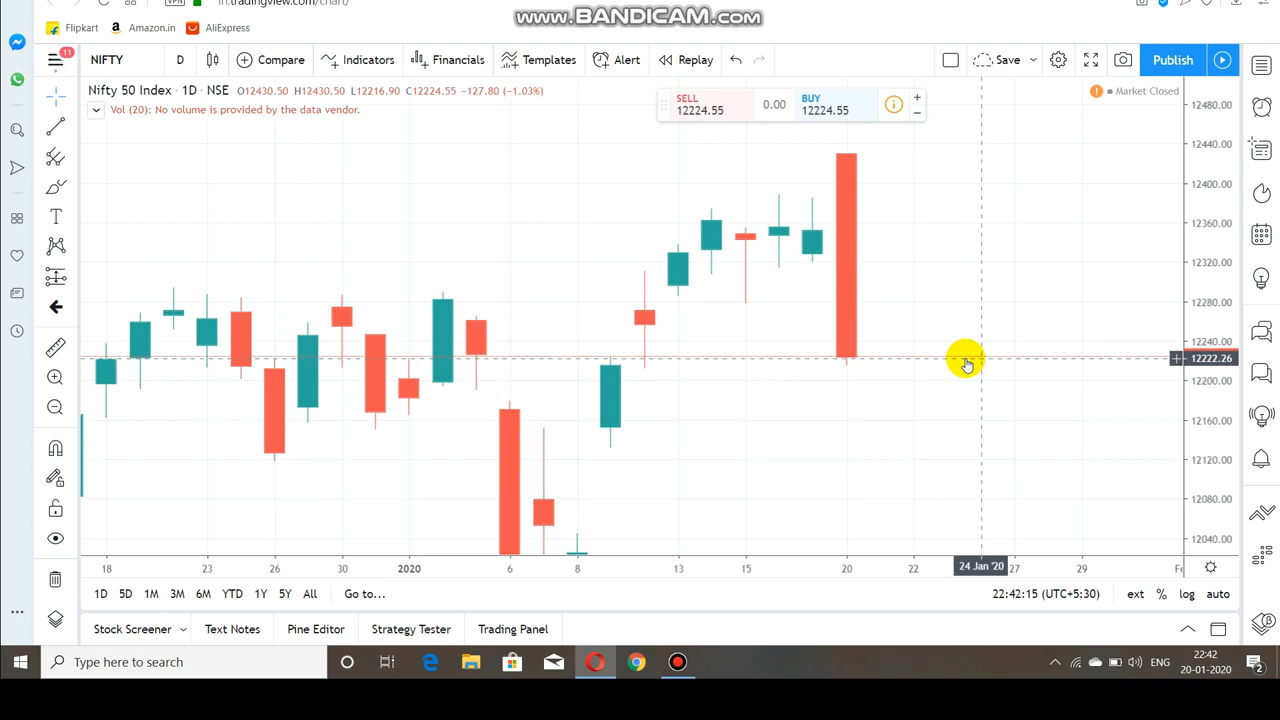 www.BANDICAM.com
in.tradingview.com/chart/
VPN
Flipkart
Amazon.in
AliExpress
11
NIFTY
D
Compare
Indicators
Financials
Templates
Alert
Replay
Save
Publish
Nifty 50 Index · 1D · NSE O12430.50 H12430.50 L12216.90 C12224.55 −127.80 (−1.03%)
Vol (20): No volume is provided by the data vendor.
SELL
12224.55
0.00
BUY
12224.55
Market Closed
12480.00
12440.00
12400.00
12360.00
12320.00
12280.00
12240.00
12222.26
12200.00
12160.00
12120.00
12080.00
12040.00
18
23
26
30
2020
6
8
13
15
20
22
24 Jan '20
27
29
1D
5D
1M
3M
6M
YTD
1Y
5Y
All
Go to...
22:42:15 (UTC+5:30)
ext
%
log
auto
Stock Screener
Text Notes
Pine Editor
Strategy Tester
Trading Panel
Type here to search
ENG
22:42
20-01-2020
2